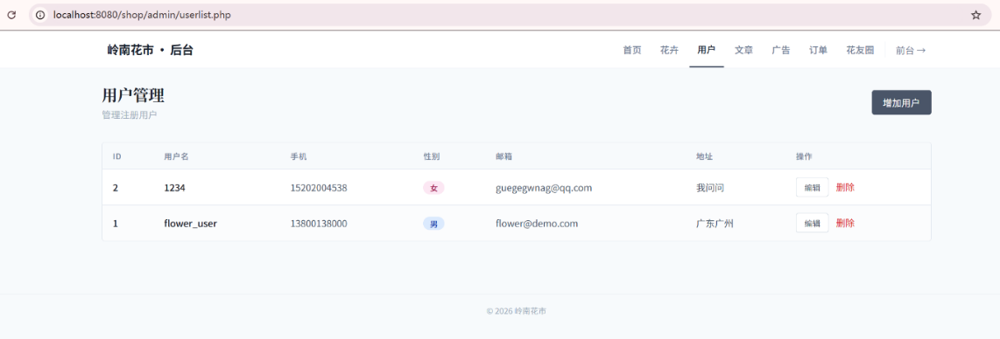 localhost:8080/shop/admin/userlist.php
岭南花市 · 后台 首页 花卉 用户 文章 广告 订单 花友圈 前台 →
用户管理
管理注册用户
增加用户
ID 用户名 手机 性别 邮箱 地址 操作
2 1234 15202004538 女 guegegwnag@qq.com 我问问 编辑 删除
1 flower_user 13800138000 男 flower@demo.com 广东广州 编辑 删除
© 2026 岭南花市